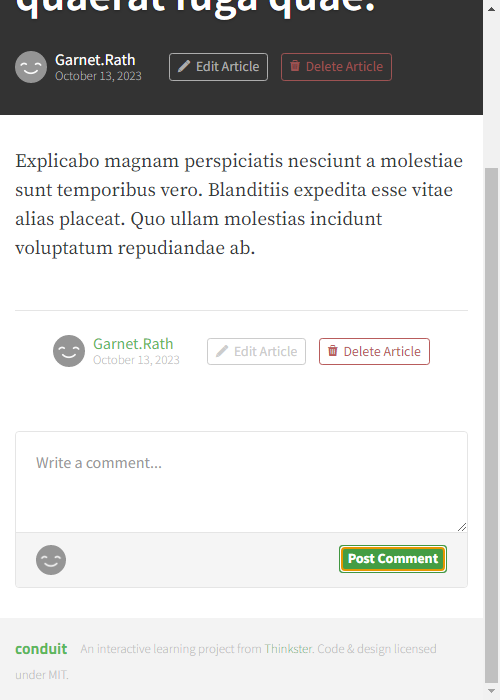 quaerat fuga quae.
Garnet.Rath
October 13, 2023
Edit Article
Delete Article
Explicabo magnam perspiciatis nesciunt a molestiae
sunt temporibus vero. Blanditiis expedita esse vitae
alias placeat. Quo ullam molestias incidunt
voluptatum repudiandae ab.
Garnet.Rath
October 13, 2023
Edit Article
Delete Article
Write a comment...
Post Comment
conduit An interactive learning project from Thinkster. Code & design licensed
under MIT.